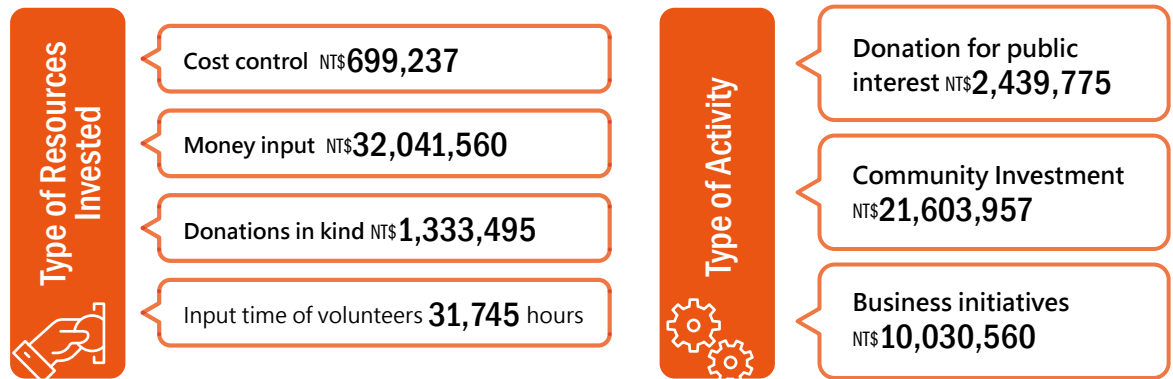 Type of Resources
Invested
Cost control NT$699,237
Money input NT$32,041,560
Donations in kind NT$1,333,495
Input time of volunteers 31,745 hours
Type of Activity
Donation for public
interest NT$2,439,775
Community Investment
NT$21,603,957
Business initiatives
NT$10,030,560